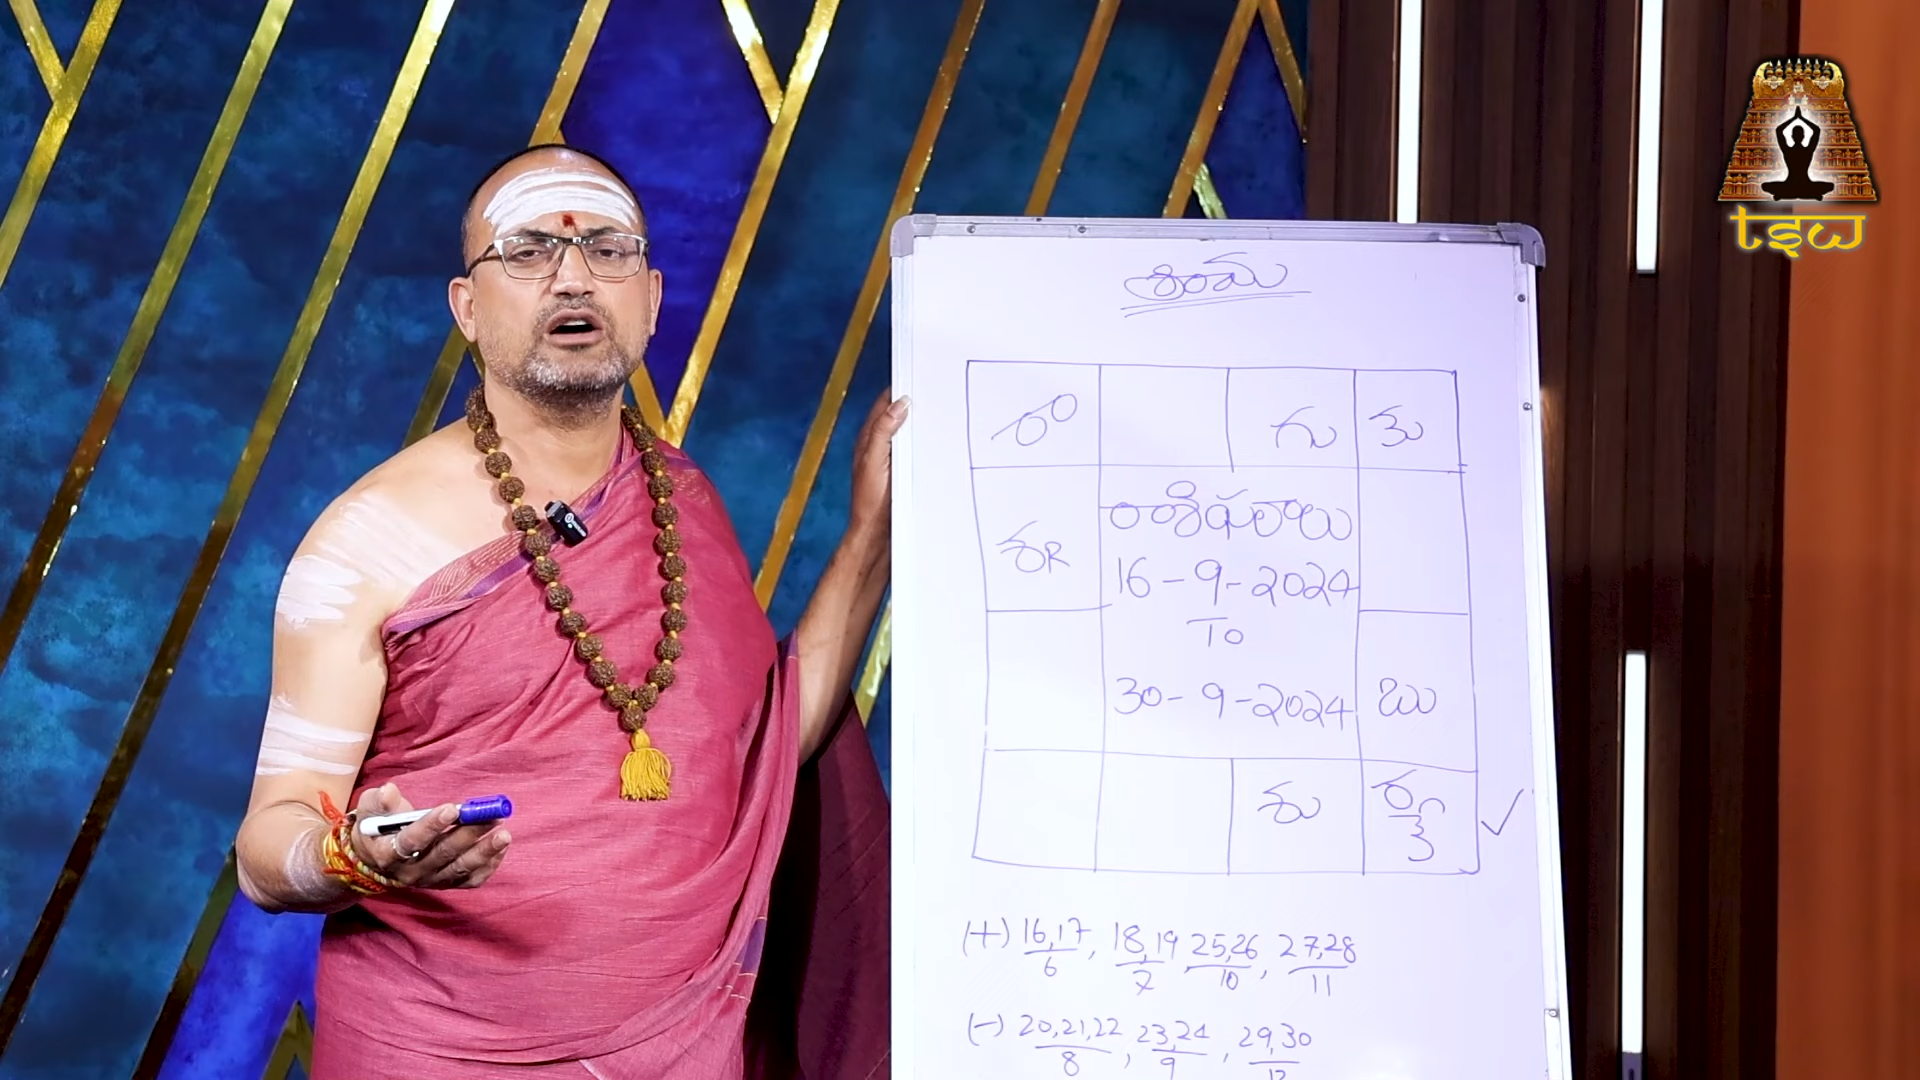 TSW
సింహ
రా గు కు
రాశిఫలాలు
శR
16-9-2024
To
30-9-2024 బు
శు ర/కే
(+) 16,17/6, 18,19/7, 25,26/10, 27,28/11
(-) 20,21,22/8, 23,24/9, 29,30/12